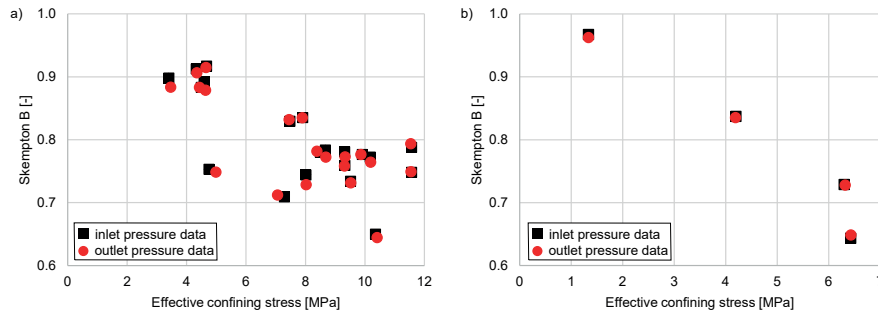 a)
Skempton B [-]
1.0
0.9
0.8
0.7
0.6
inlet pressure data
outlet pressure data
0 2 4 6 8 10 12
Effective confining stress [MPa]
b)
Skempton B [-]
1.0
0.9
0.8
0.7
0.6
inlet pressure data
outlet pressure data
0 1 2 3 4 5 6 7
Effective confining stress [MPa]